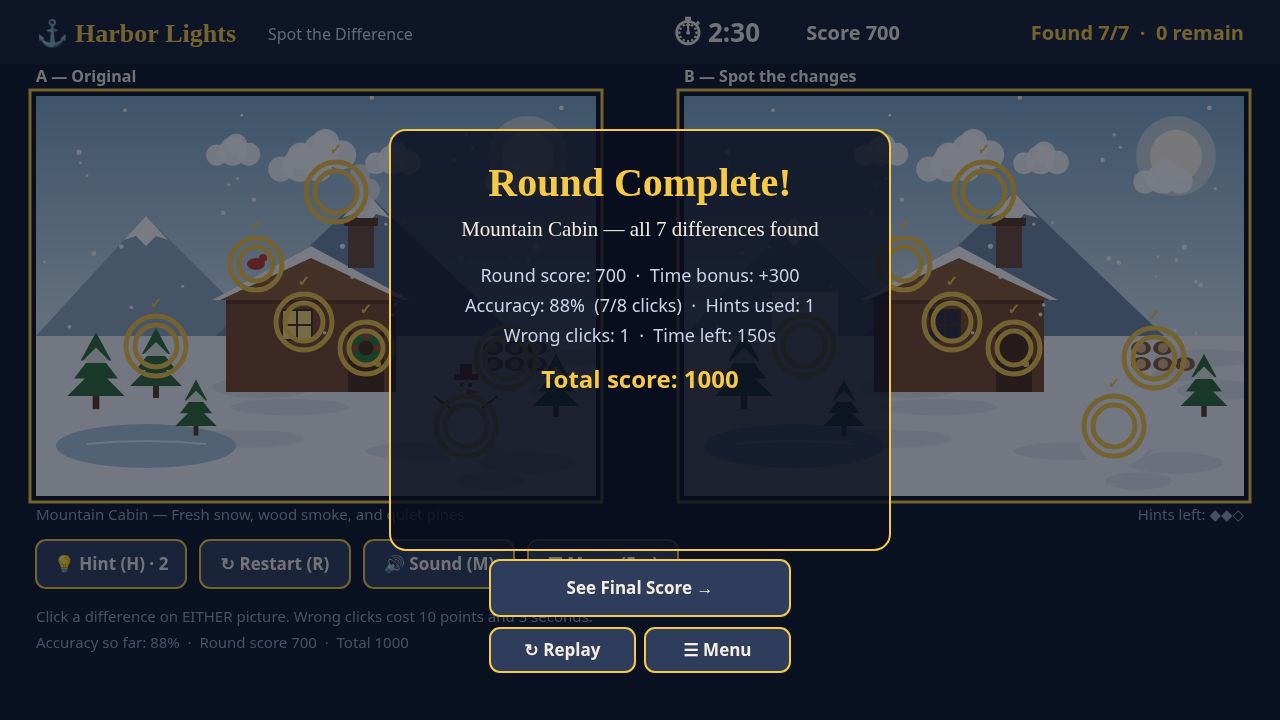 ⚓ Harbor Lights
Spot the Difference
⏱ 2:30
Score 700
Found 7/7 · 0 remain
A — Original
B — Spot the changes
Round Complete!
Mountain Cabin — all 7 differences found
Round score: 700 · Time bonus: +300
Accuracy: 88% (7/8 clicks) · Hints used: 1
Wrong clicks: 1 · Time left: 150s
Total score: 1000
Mountain Cabin — Fresh snow, wood smoke, and quiet pines
Hints left: ◆◆◇
💡 Hint (H) · 2
↻ Restart (R)
🔊 Sound (M)
See Final Score →
Click a difference on EITHER picture. Wrong clicks cost 10 points and 5 seconds.
Accuracy so far: 88% · Round score 700 · Total 1000
↻ Replay
☰ Menu